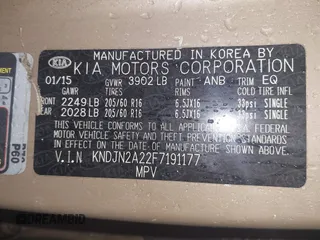 MANUFACTURED IN KOREA BY
KIA KIA MOTORS CORPORATION
01/15 GVWR 3902LB PAINT ANB TRIM EQ
GAWR TIRES RIMS COLD TIRE INFL
FRONT 2249LB 205/60 R16 6.5JX16 33psi SINGLE
REAR 2028LB 205/60 R16 6.5JX16 33psi SINGLE
THIS VEHICLE CONFORMS TO ALL APPLICABLE FEDERAL
MOTOR VEHICLE SAFETY AND THEFT PREVENTION STANDARDS
IN EFFECT ON THE DATE OF MANUFACTURE SHOWN ABOVE.
V.I.N KNDJN2A22F7191177
MPV
P60